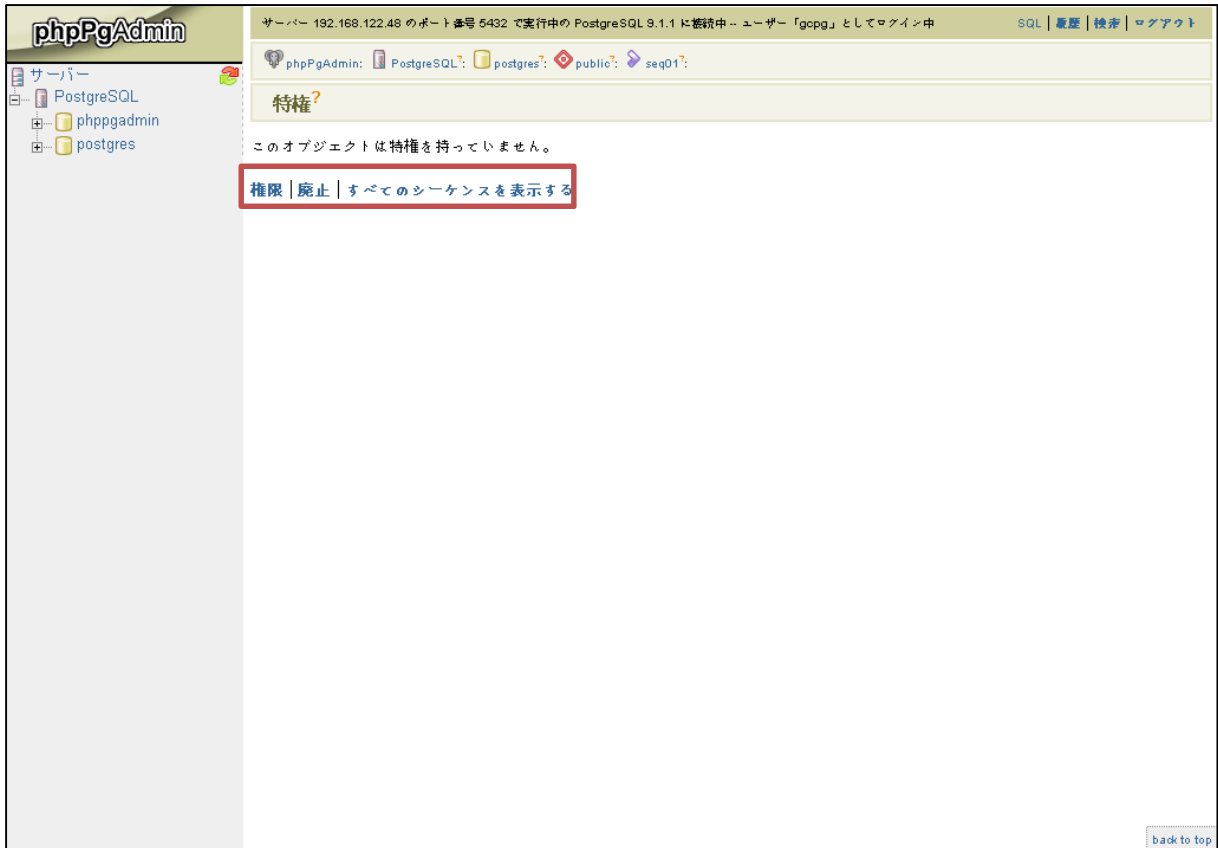 phpPgAdmin
サーバー
PostgreSQL
phppgadmin
postgres
サーバー 192.168.122.48 のポート番号 5432 で実行中の PostgreSQL 9.1.1 に接続中 -- ユーザー「gcpg」としてログイン中
SQL | 履歴 | 検索 | ログアウト
phpPgAdmin: PostgreSQL?: postgres?: public?: seq01?:
特権?
このオブジェクトは特権を持っていません。
権限 | 廃止 | すべてのシーケンスを表示する
back to top